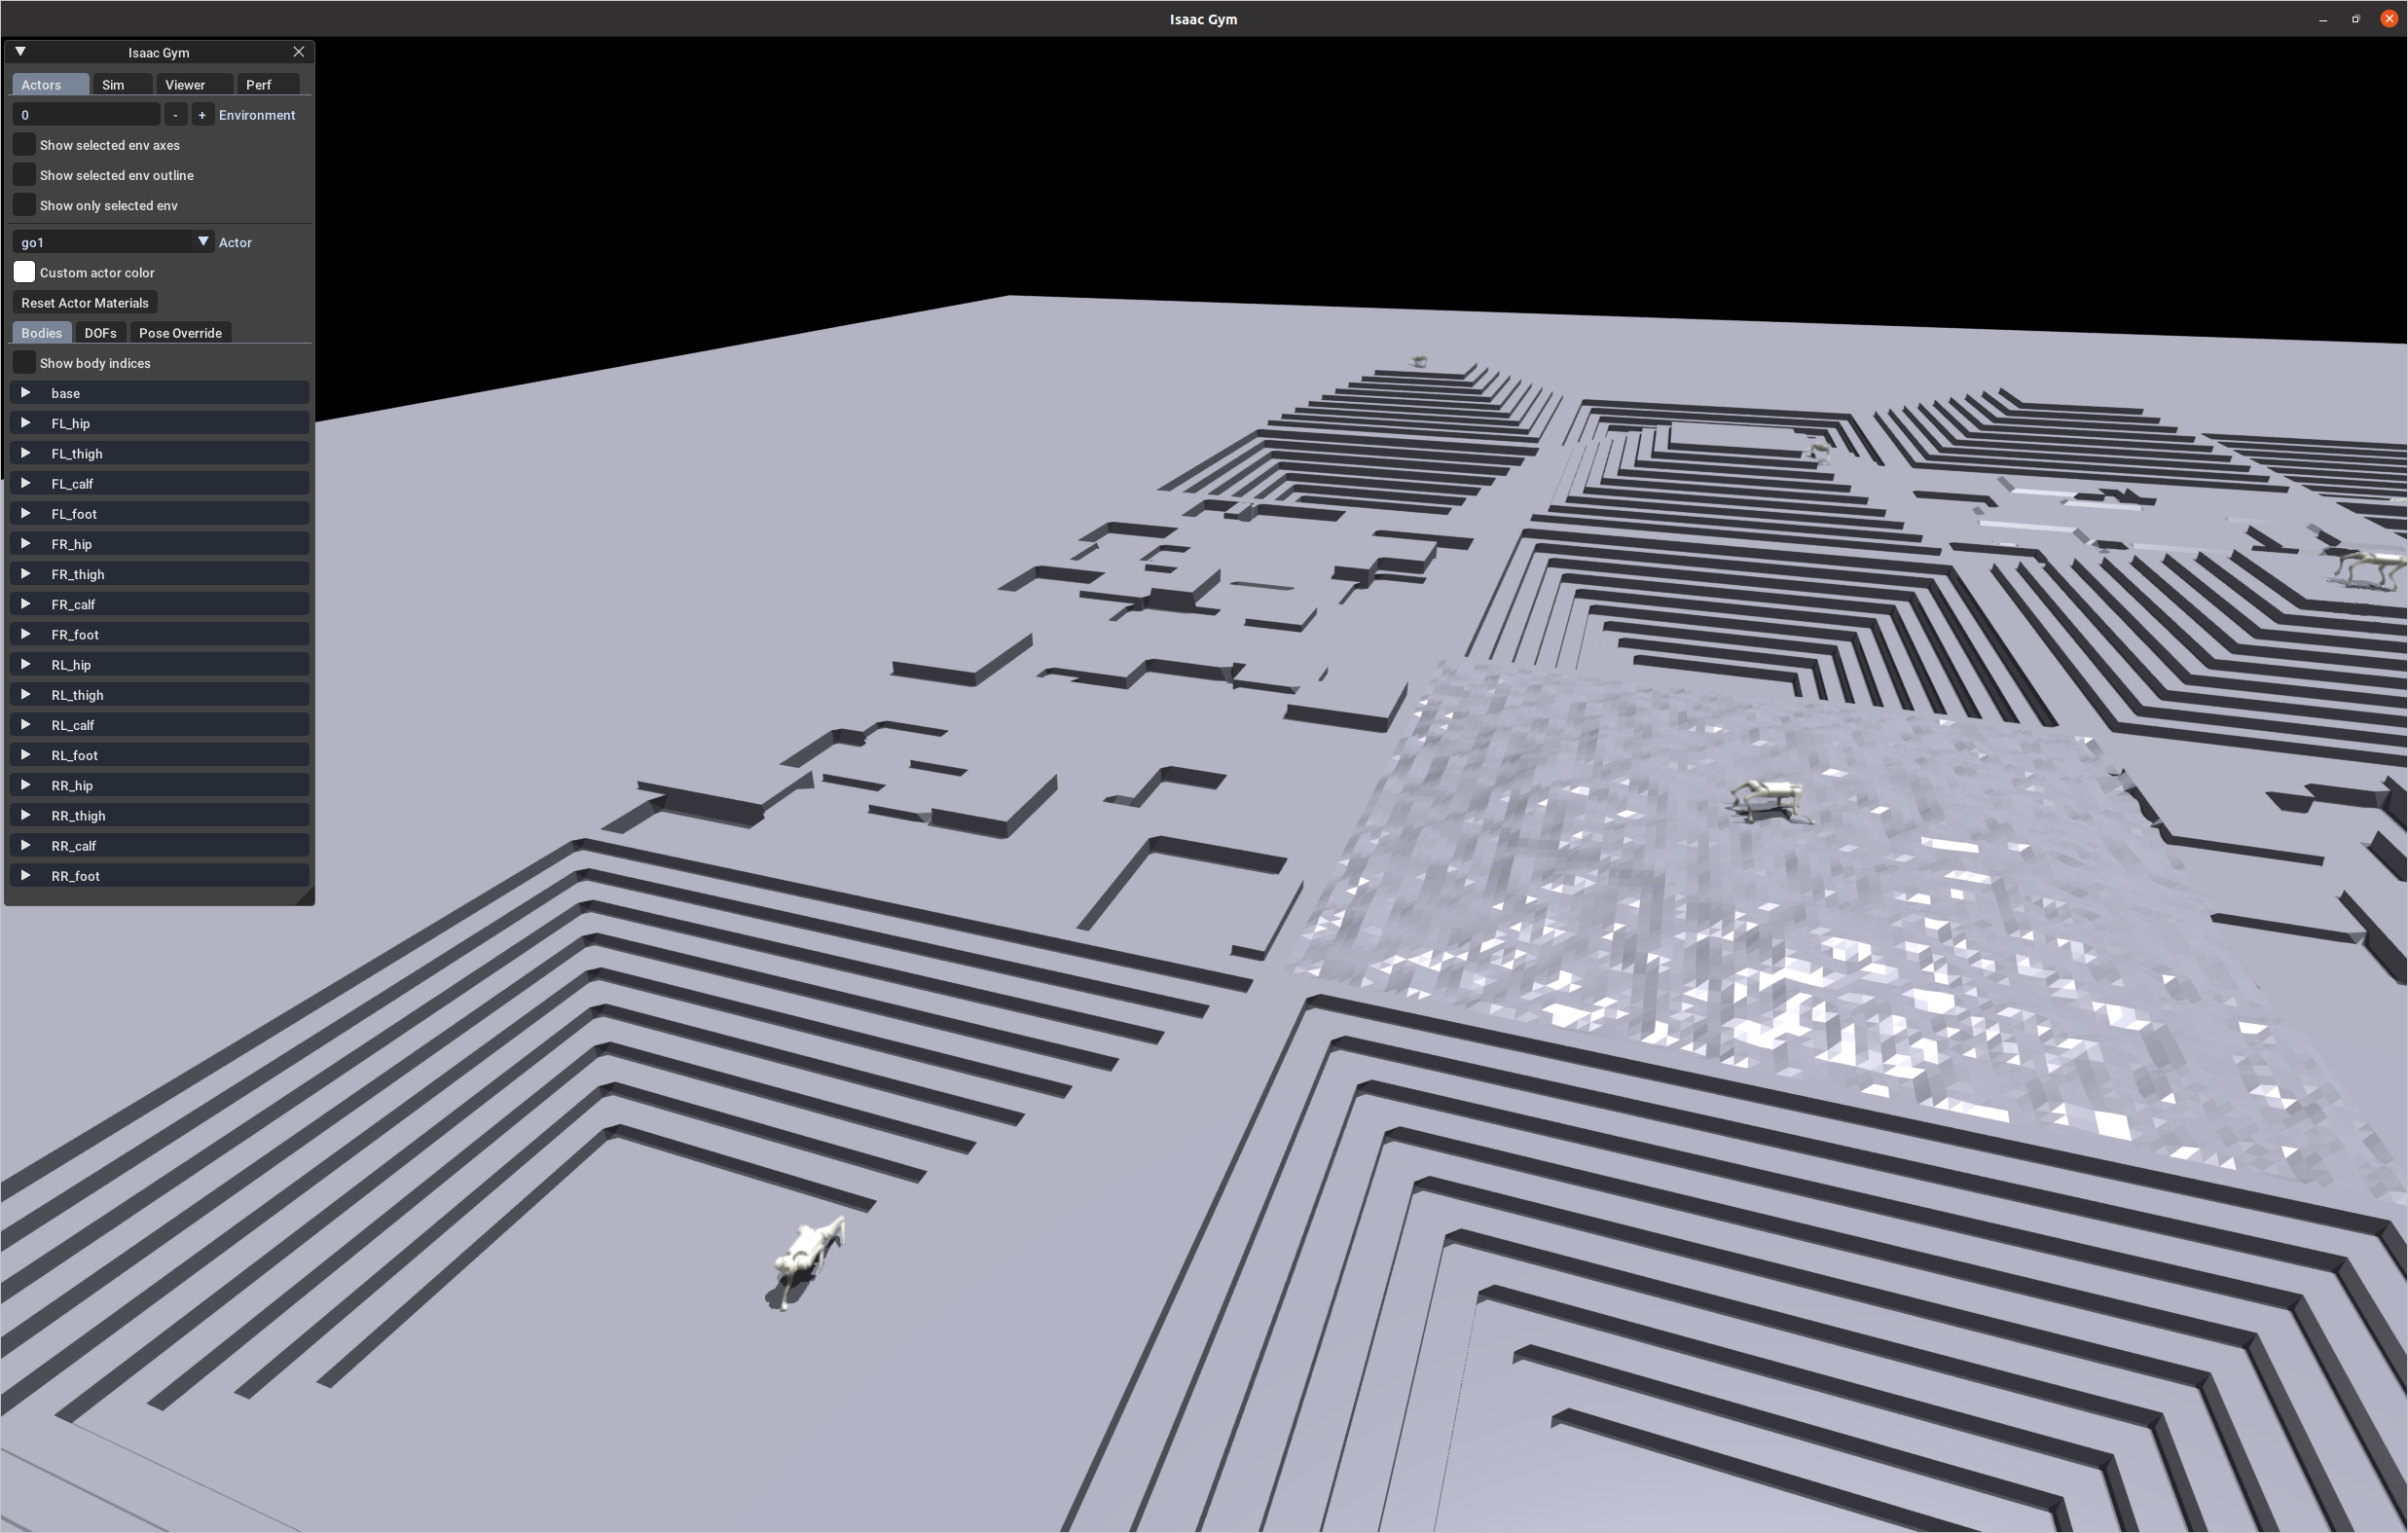 Isaac Gym
Isaac Gym
Actors Sim Viewer Perf
0 - + Environment
Show selected env axes
Show selected env outline
Show only selected env
go1 Actor
Custom actor color
Reset Actor Materials
Bodies DOFs Pose Override
Show body indices
base
FL_hip
FL_thigh
FL_calf
FL_foot
FR_hip
FR_thigh
FR_calf
FR_foot
RL_hip
RL_thigh
RL_calf
RL_foot
RR_hip
RR_thigh
RR_calf
RR_foot